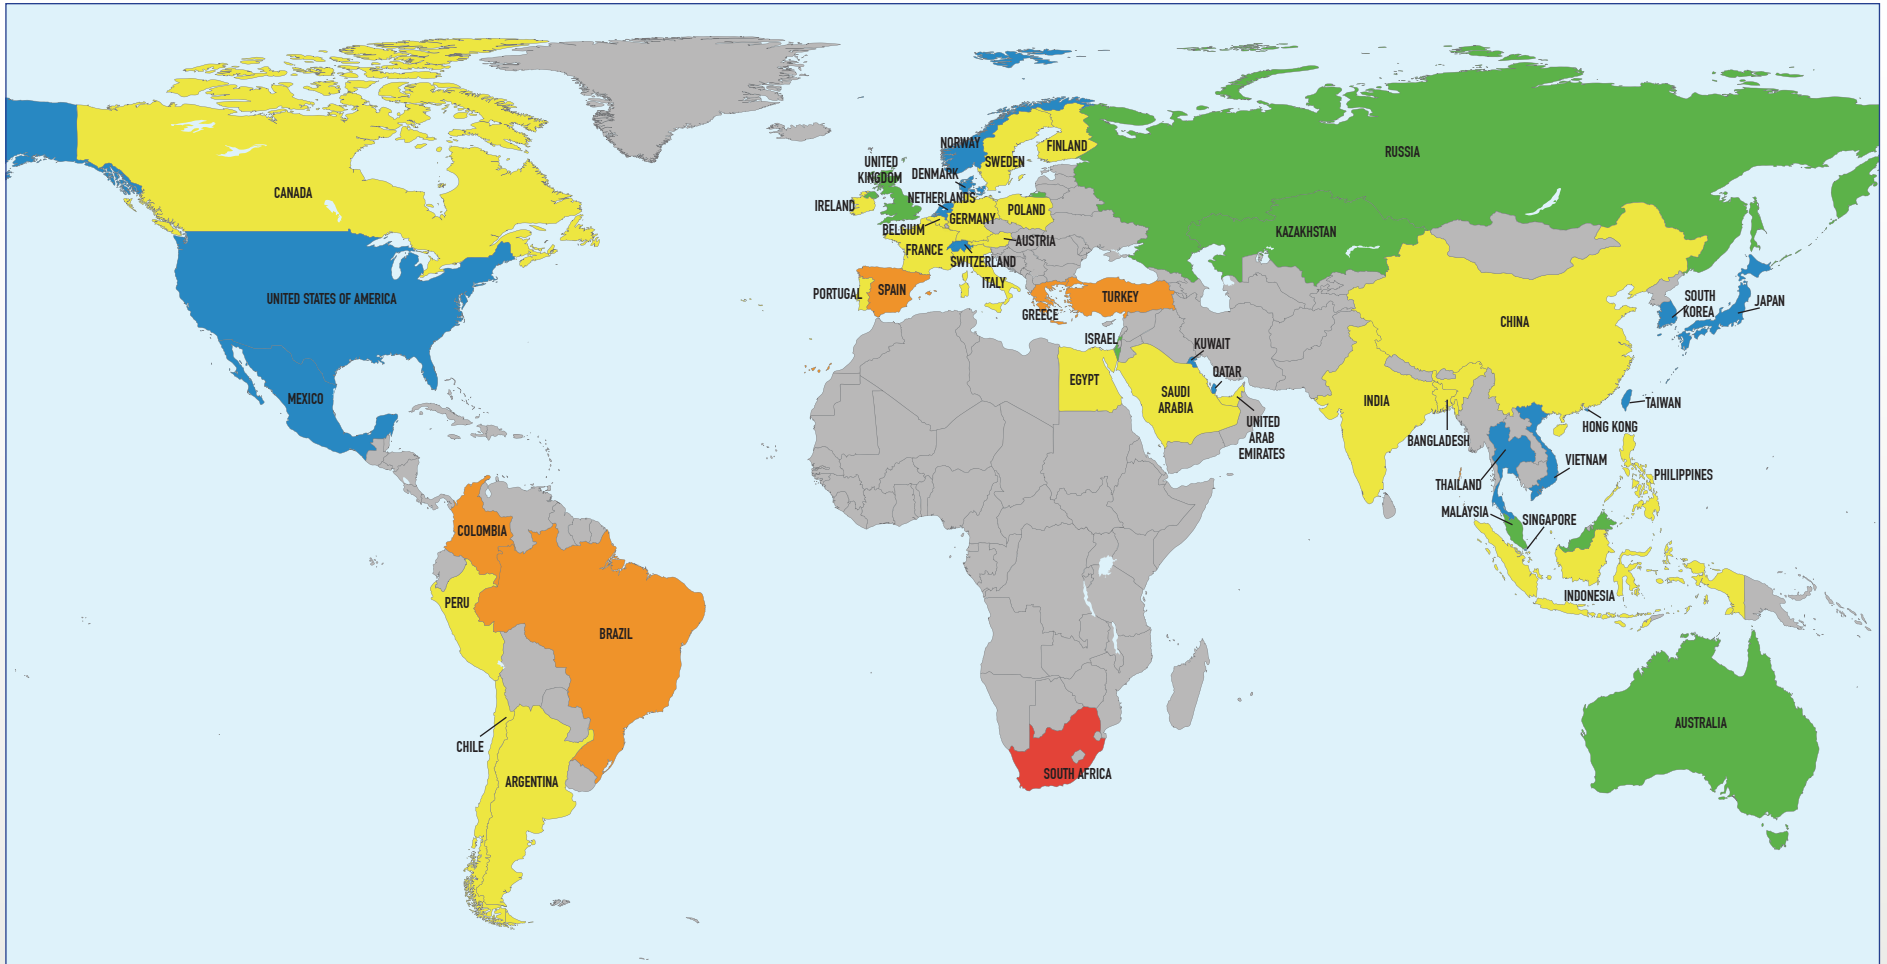 NORWAY
FINLAND
SWEDEN
RUSSIA
UNITED
KINGDOM
DENMARK
CANADA
NETHERLANDS
IRELAND
POLAND
GERMANY
BELGIUM
KAZAKHSTAN
AUSTRIA
FRANCE
SWITZERLAND
ITALY
SPAIN
PORTUGAL
TURKEY
UNITED STATES OF AMERICA
SOUTH
KOREA
JAPAN
GREECE
CHINA
ISRAEL
KUWAIT
QATAR
EGYPT
SAUDI
ARABIA
MEXICO
INDIA
TAIWAN
UNITED
ARAB
EMIRATES
HONG KONG
BANGLADESH
VIETNAM
PHILIPPINES
THAILAND
MALAYSIA
SINGAPORE
COLOMBIA
INDONESIA
PERU
BRAZIL
AUSTRALIA
CHILE
SOUTH AFRICA
ARGENTINA